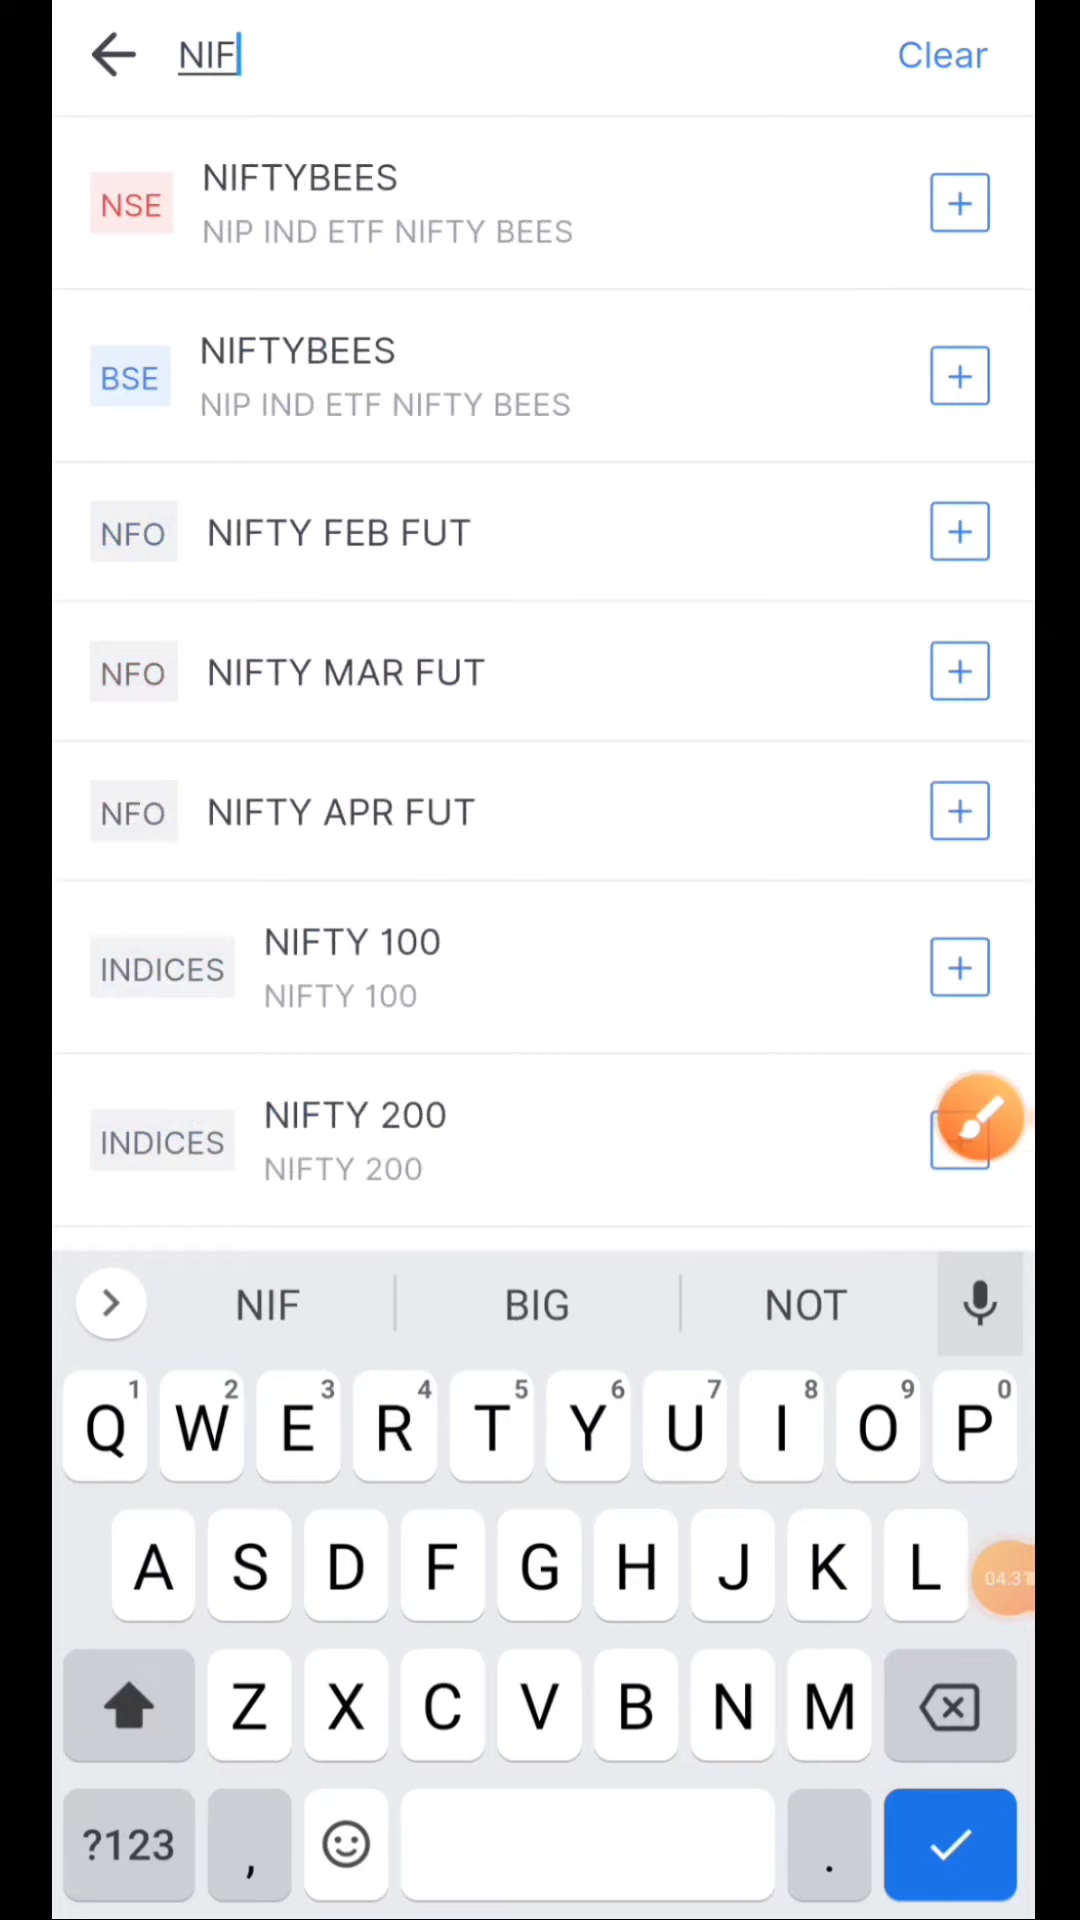 NIF
Clear
NSE
NIFTYBEES
NIP IND ETF NIFTY BEES
BSE
NIFTYBEES
NIP IND ETF NIFTY BEES
NFO
NIFTY FEB FUT
NFO
NIFTY MAR FUT
NFO
NIFTY APR FUT
INDICES
NIFTY 100
NIFTY 100
INDICES
NIFTY 200
NIFTY 200
NIF BIG NOT
1 2 3 4 5 6 7 8 9 0
Q W E R T Y U I O P
A S D F G H J K L
04:31
Z X C V B N M
?123 , .